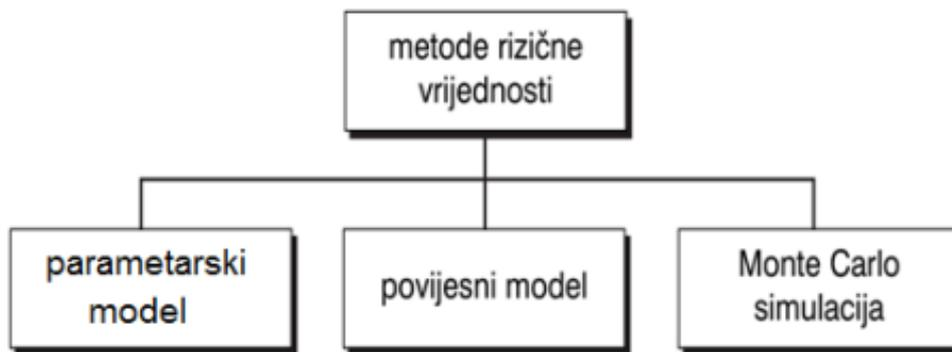 metode rizične
vrijednosti
parametarski
model
povijesni model
Monte Carlo
simulacija